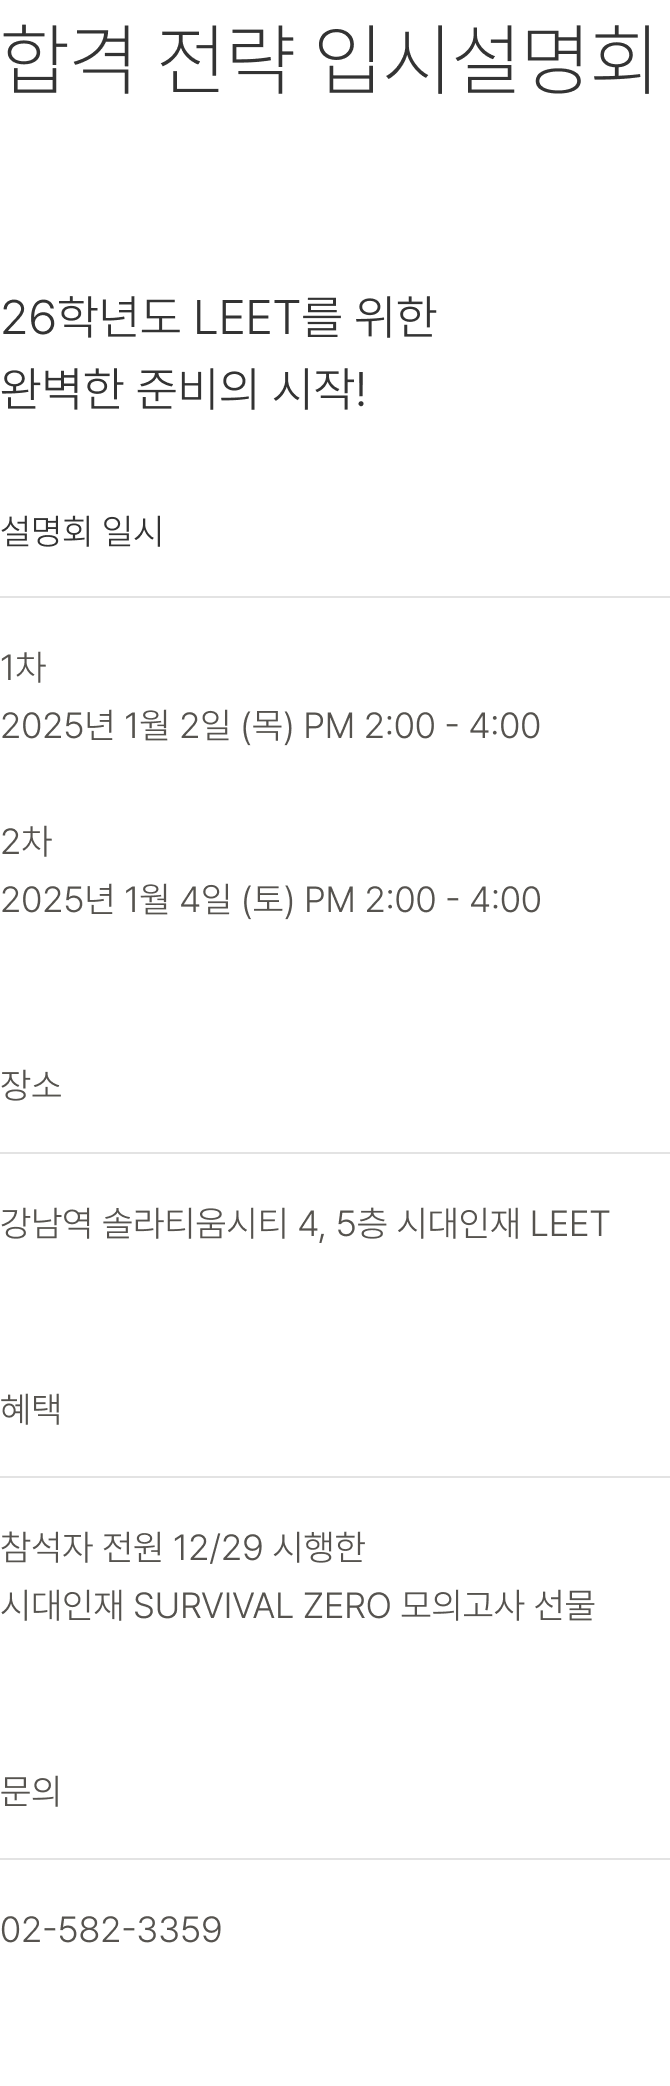 합격 전략 입시설명회
26학년도 LEET를 위한
완벽한 준비의 시작!
설명회 일시
1차
2025년 1월 2일 (목) PM 2:00 - 4:00
2차
2025년 1월 4일 (토) PM 2:00 - 4:00
장소
강남역 솔라티움시티 4, 5층 시대인재 LEET
혜택
참석자 전원 12/29 시행한
시대인재 SURVIVAL ZERO 모의고사 선물
문의
02-582-3359